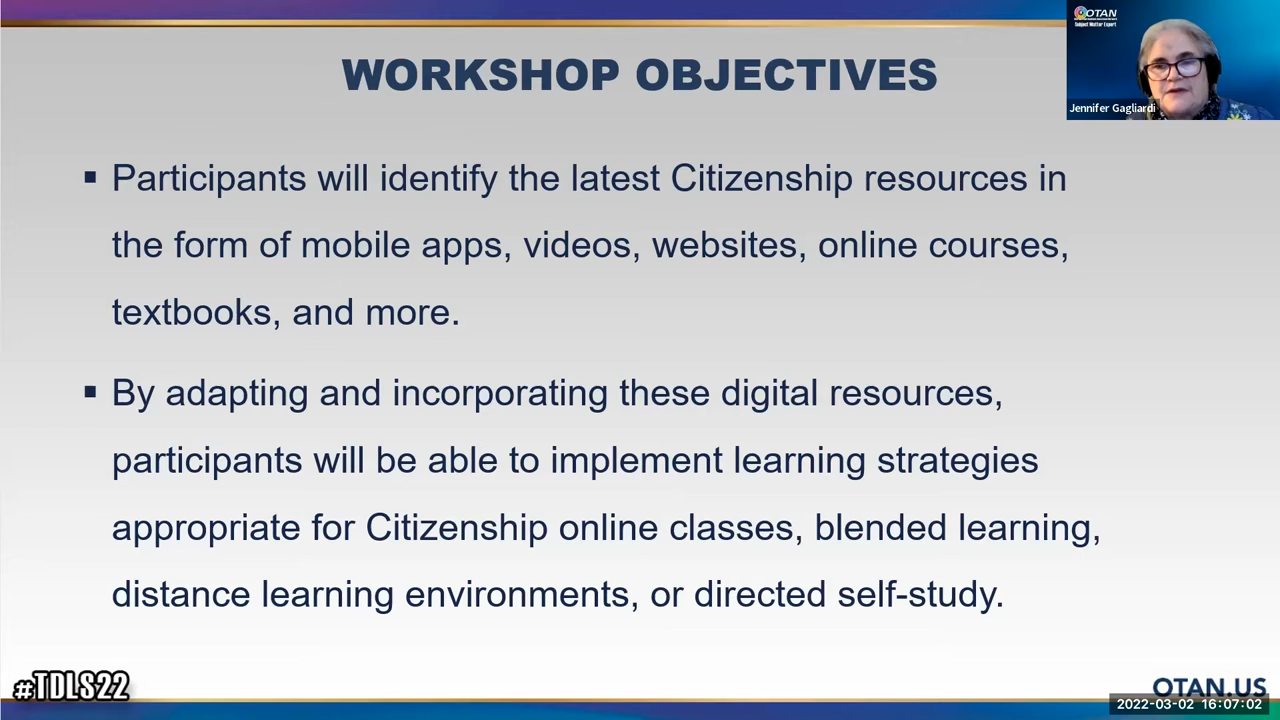 OTAN
Subject Matter Expert
Jennifer Gagliardi
WORKSHOP OBJECTIVES
▪ Participants will identify the latest Citizenship resources in
the form of mobile apps, videos, websites, online courses,
textbooks, and more.
▪ By adapting and incorporating these digital resources,
participants will be able to implement learning strategies
appropriate for Citizenship online classes, blended learning,
distance learning environments, or directed self-study.
#TDLS22
OTAN.US
2022-03-02 16:07:02